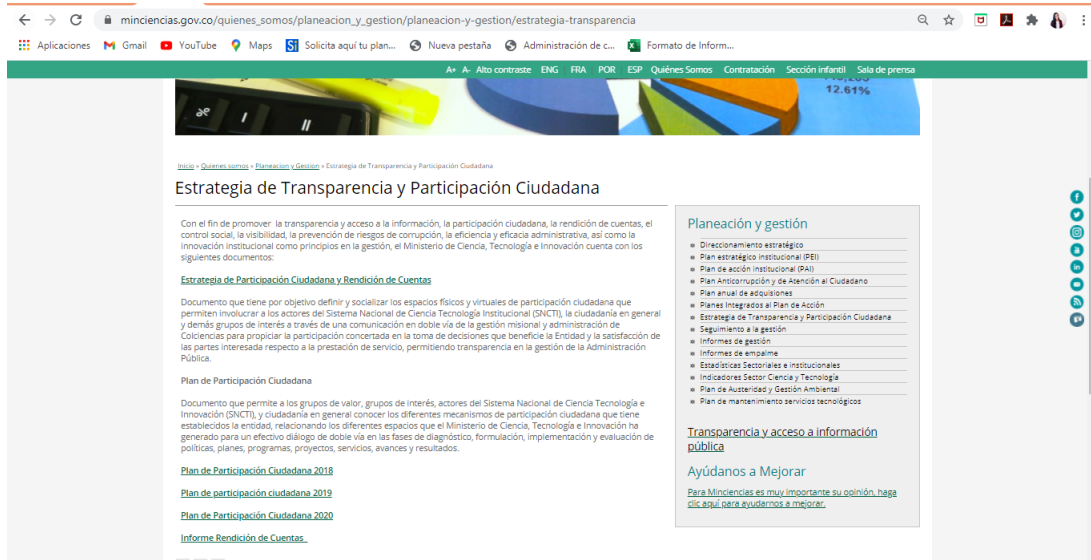 minciencias.gov.co/quienes_somos/planeacion_y_gestion/planeacion-y-gestion/estrategia-transparencia
Aplicaciones Gmail YouTube Maps Solicita aquí tu plan... Nueva pestaña Administración de c... Formato de Inform...
A+ A- Alto contraste ENG FRA POR ESP Quiénes Somos Contratación Sección infantil Sala de prensa
12.61%
Inicio » Quienes somos » Planeacion y Gestion » Estrategia de Transparencia y Participación Ciudadana
Estrategia de Transparencia y Participación Ciudadana
Con el fin de promover la transparencia y acceso a la información, la participación ciudadana, la rendición de cuentas, el
control social, la visibilidad, la prevención de riesgos de corrupción, la eficiencia y eficacia administrativa, así como la
innovación institucional como principios en la gestión, el Ministerio de Ciencia, Tecnología e Innovación cuenta con los
siguientes documentos:
Estrategia de Participación Ciudadana y Rendición de Cuentas
Documento que tiene por objetivo definir y socializar los espacios físicos y virtuales de participación ciudadana que
permiten involucrar a los actores del Sistema Nacional de Ciencia Tecnología Institucional (SNCTI), la ciudadanía en general
y demás grupos de interés a través de una comunicación en doble vía de la gestión misional y administración de
Colciencias para propiciar la participación concertada en la toma de decisiones que beneficie la Entidad y la satisfacción de
las partes interesada respecto a la prestación de servicio, permitiendo transparencia en la gestión de la Administración
Pública.
Plan de Participación Ciudadana
Documento que permite a los grupos de valor, grupos de interés, actores del Sistema Nacional de Ciencia Tecnología e
Innovación (SNCTI), y ciudadanía en general conocer los diferentes mecanismos de participación ciudadana que tiene
establecidos la entidad, relacionando los diferentes espacios que el Ministerio de Ciencia, Tecnología e Innovación ha
generado para un efectivo diálogo de doble vía en las fases de diagnóstico, formulación, implementación y evaluación de
políticas, planes, programas, proyectos, servicios, avances y resultados.
Plan de Participación Ciudadana 2018
Plan de participación ciudadana 2019
Plan de Participación Ciudadana 2020
Informe Rendición de Cuentas
Planeación y gestión
Direccionamiento estratégico
Plan estratégico institucional (PEI)
Plan de acción institucional (PAI)
Plan Anticorrupción y de Atención al Ciudadano
Plan anual de adquisiciones
Planes Integrados al Plan de Acción
Estrategia de Transparencia y Participación Ciudadana
Seguimiento a la gestión
Informes de gestión
Informes de empalme
Estadísticas Sectoriales e institucionales
Indicadores Sector Ciencia y Tecnología
Plan de Austeridad y Gestión Ambiental
Plan de mantenimiento servicios tecnológicos
Transparencia y acceso a información
pública
Ayúdanos a Mejorar
Para Minciencias es muy importante su opinión, haga
clic aquí para ayudarnos a mejorar.